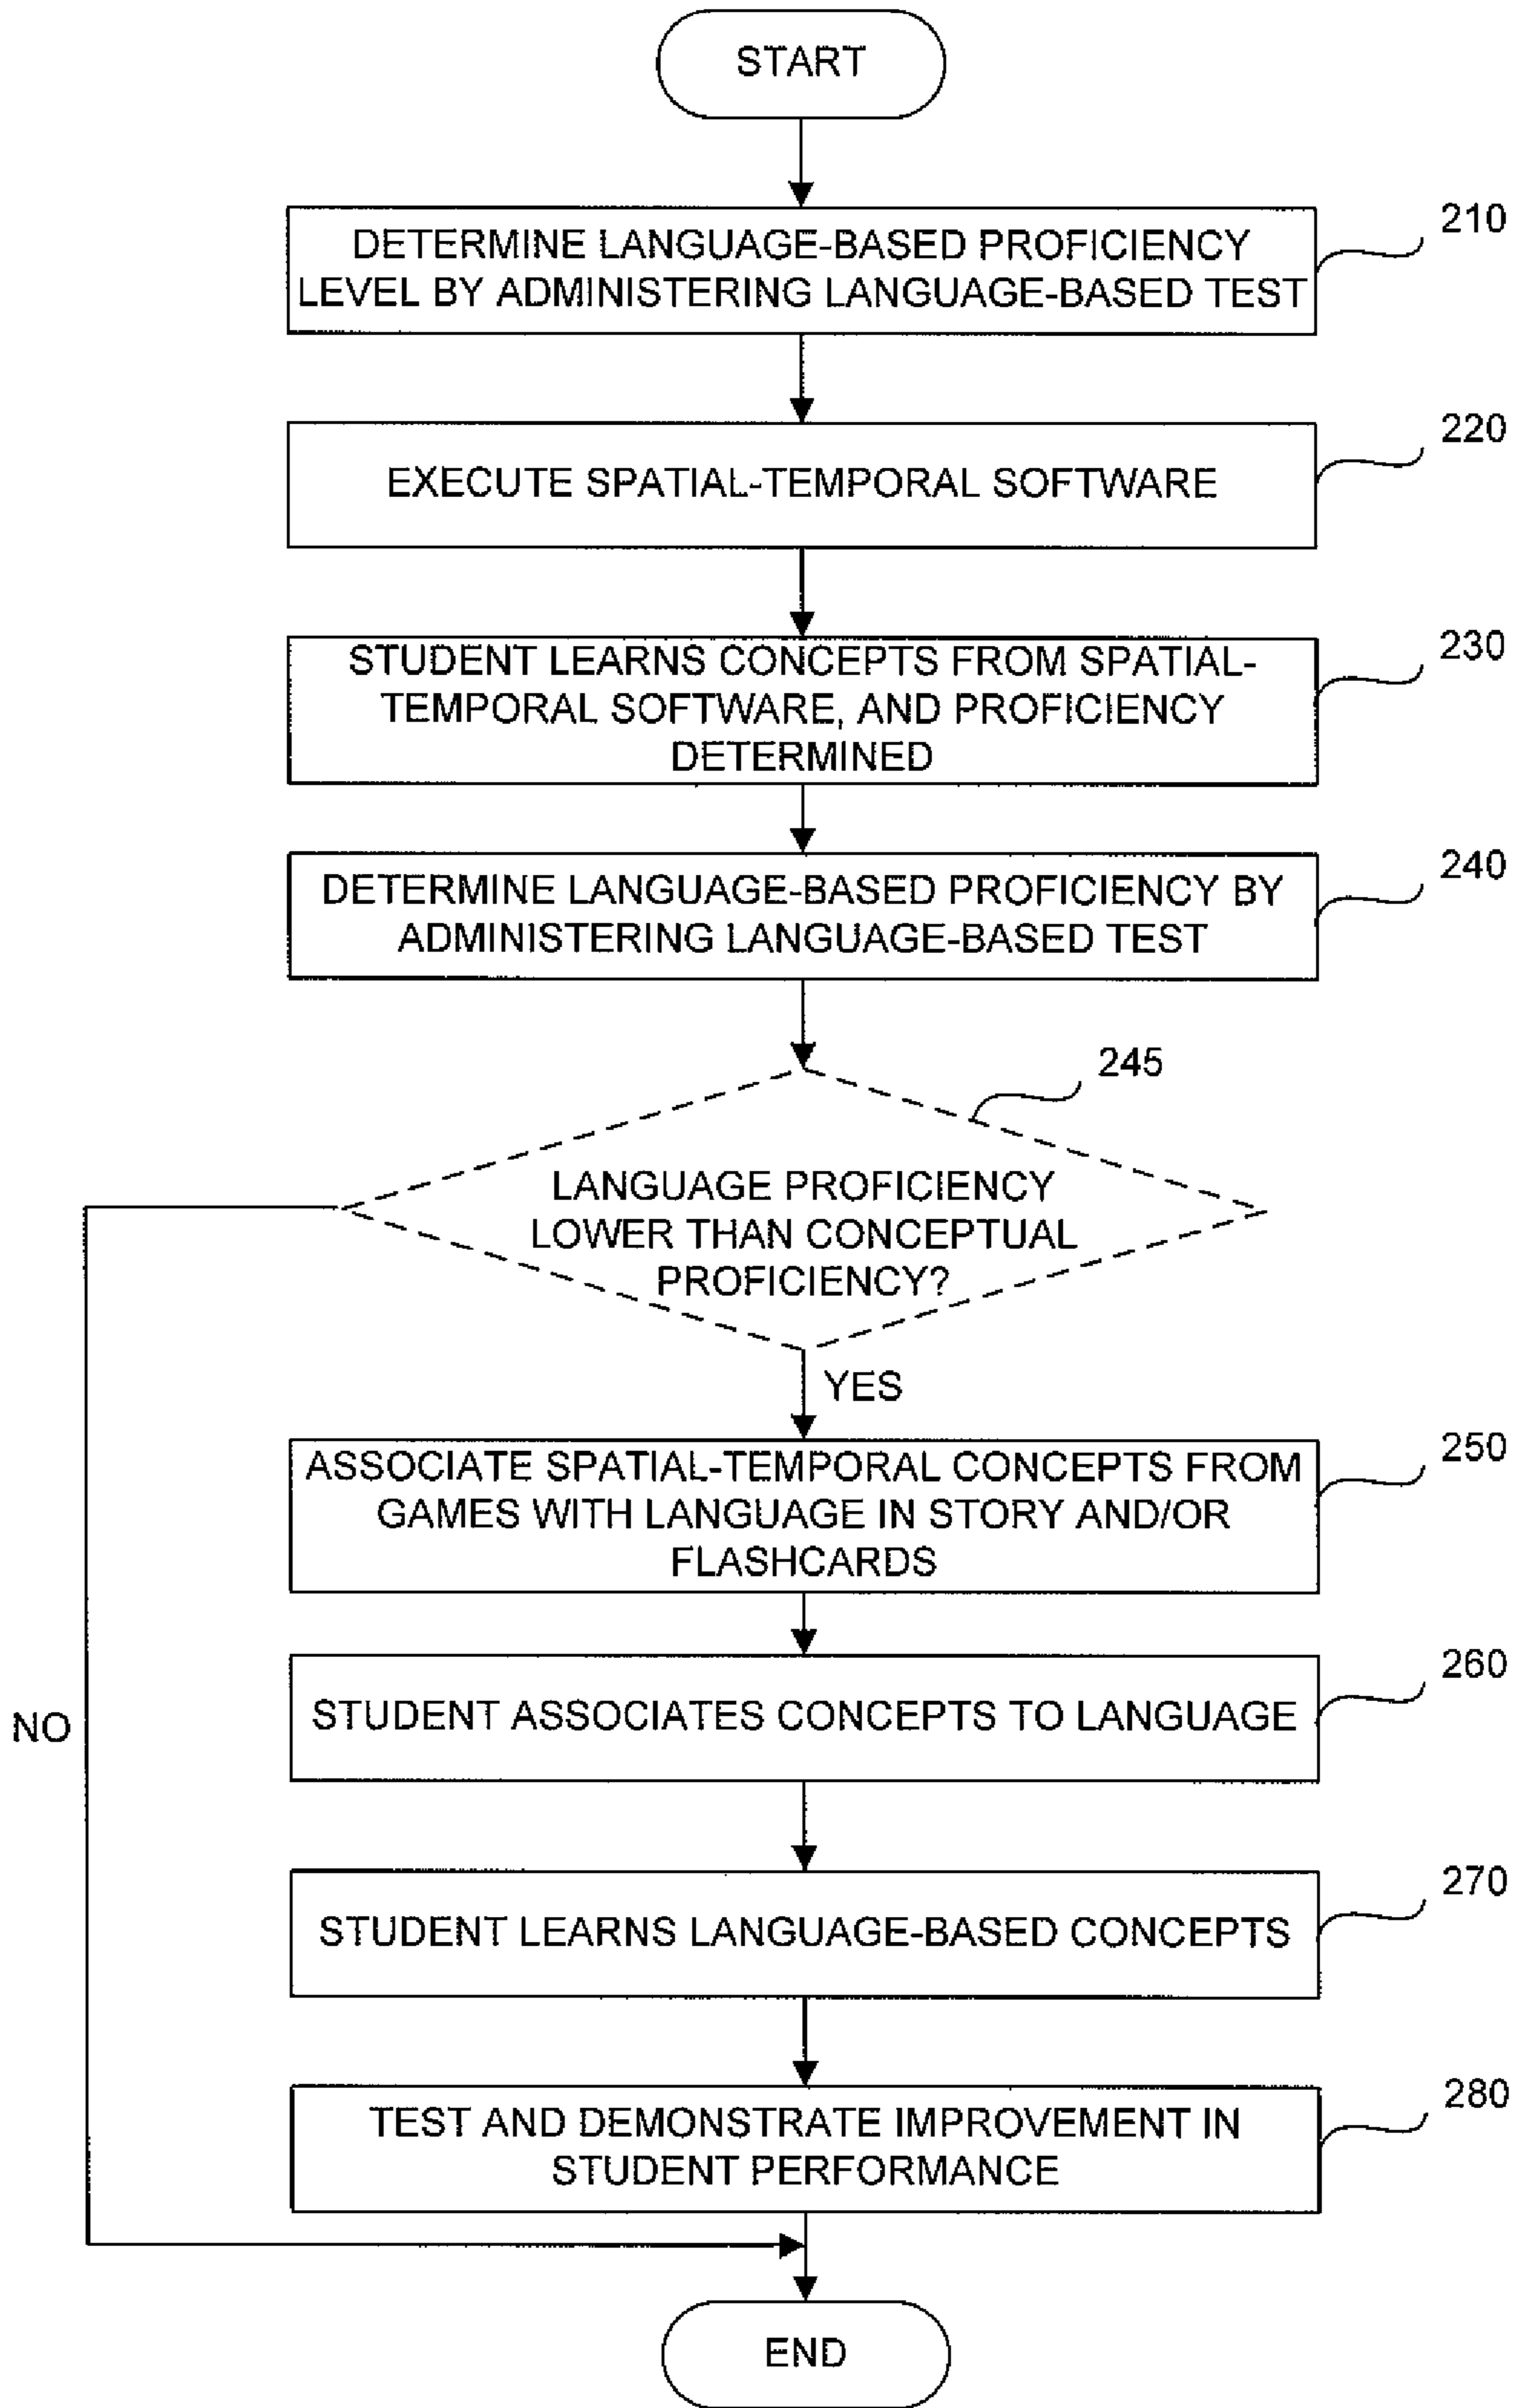 START
DETERMINE LANGUAGE-BASED PROFICIENCY
LEVEL BY ADMINISTERING LANGUAGE-BASED TEST
210
EXECUTE SPATIAL-TEMPORAL SOFTWARE
220
STUDENT LEARNS CONCEPTS FROM SPATIAL-
TEMPORAL SOFTWARE, AND PROFICIENCY
DETERMINED
230
DETERMINE LANGUAGE-BASED PROFICIENCY BY
ADMINISTERING LANGUAGE-BASED TEST
240
245
LANGUAGE PROFICIENCY
LOWER THAN CONCEPTUAL
PROFICIENCY?
YES
ASSOCIATE SPATIAL-TEMPORAL CONCEPTS FROM
GAMES WITH LANGUAGE IN STORY AND/OR
FLASHCARDS
250
STUDENT ASSOCIATES CONCEPTS TO LANGUAGE
260
NO
STUDENT LEARNS LANGUAGE-BASED CONCEPTS
270
TEST AND DEMONSTRATE IMPROVEMENT IN
STUDENT PERFORMANCE
280
END